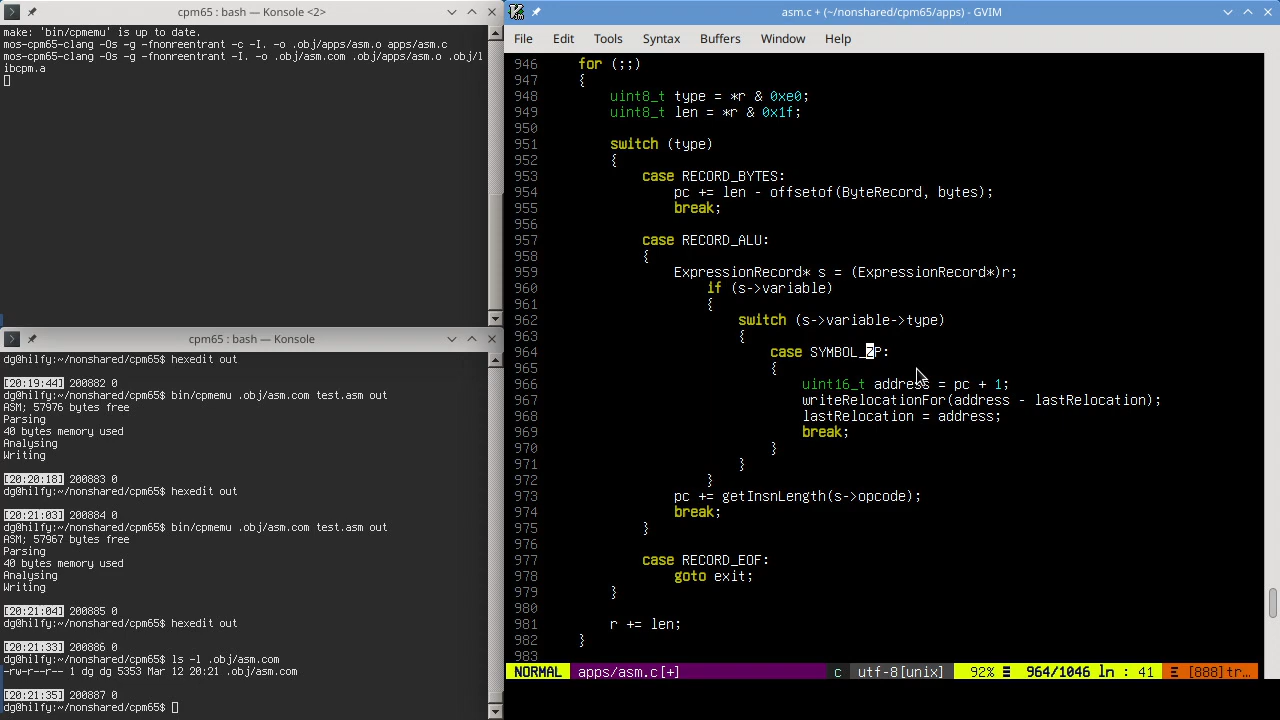 cpm65 : bash — Konsole <2>
make: 'bin/cpmemu' is up to date.
mos-cpm65-clang -Os -g -fnonreentrant -c -I. -o .obj/apps/asm.o apps/asm.c
mos-cpm65-clang -Os -g -fnonreentrant -I. -o .obj/asm.com .obj/apps/asm.o .obj/l
ibcpm.a
cpm65 : bash — Konsole
dg@hilfy:~/nonshared/cpm65$ hexedit out
[20:19:44] 200882 0
dg@hilfy:~/nonshared/cpm65$ bin/cpmemu .obj/asm.com test.asm out
ASM; 57976 bytes free
Parsing
40 bytes memory used
Analysing
Writing
[20:20:18] 200883 0
dg@hilfy:~/nonshared/cpm65$ hexedit out
[20:21:03] 200884 0
dg@hilfy:~/nonshared/cpm65$ bin/cpmemu .obj/asm.com test.asm out
ASM; 57967 bytes free
Parsing
40 bytes memory used
Analysing
Writing
[20:21:04] 200885 0
dg@hilfy:~/nonshared/cpm65$ hexedit out
[20:21:33] 200886 0
dg@hilfy:~/nonshared/cpm65$ ls -l .obj/asm.com
-rw-r--r-- 1 dg dg 5353 Mar 12 20:21 .obj/asm.com
[20:21:35] 200887 0
dg@hilfy:~/nonshared/cpm65$
asm.c + (~/nonshared/cpm65/apps) - GVIM
File Edit Tools Syntax Buffers Window Help
946 for (;;)
947 {
948 uint8_t type = *r & 0xe0;
949 uint8_t len = *r & 0x1f;
950
951 switch (type)
952 {
953 case RECORD_BYTES:
954 pc += len - offsetof(ByteRecord, bytes);
955 break;
956
957 case RECORD_ALU:
958 {
959 ExpressionRecord* s = (ExpressionRecord*)r;
960 if (s->variable)
961 {
962 switch (s->variable->type)
963 {
964 case SYMBOL_ZP:
965 {
966 uint16_t address = pc + 1;
967 writeRelocationFor(address - lastRelocation);
968 lastRelocation = address;
969 break;
970 }
971 }
972 }
973 pc += getInsnLength(s->opcode);
974 break;
975 }
976
977 case RECORD_EOF:
978 goto exit;
979 }
980
981 r += len;
982 }
983
NORMAL apps/asm.c[+] c utf-8[unix] 92% ☰ 964/1046 ln : 41 Ξ [888]tr…